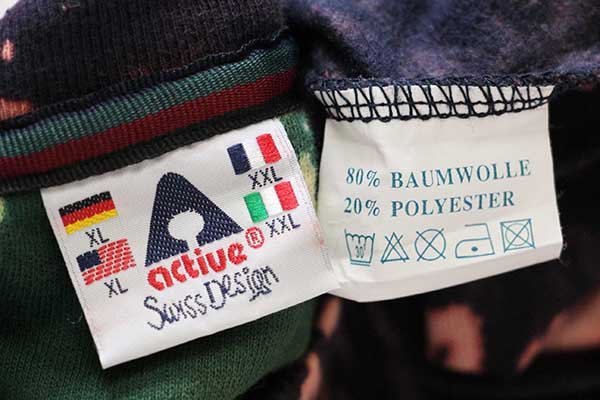 XXL
XXL
XL
XL
active®
Swiss Design
80% BAUMWOLLE
20% POLYESTER
30